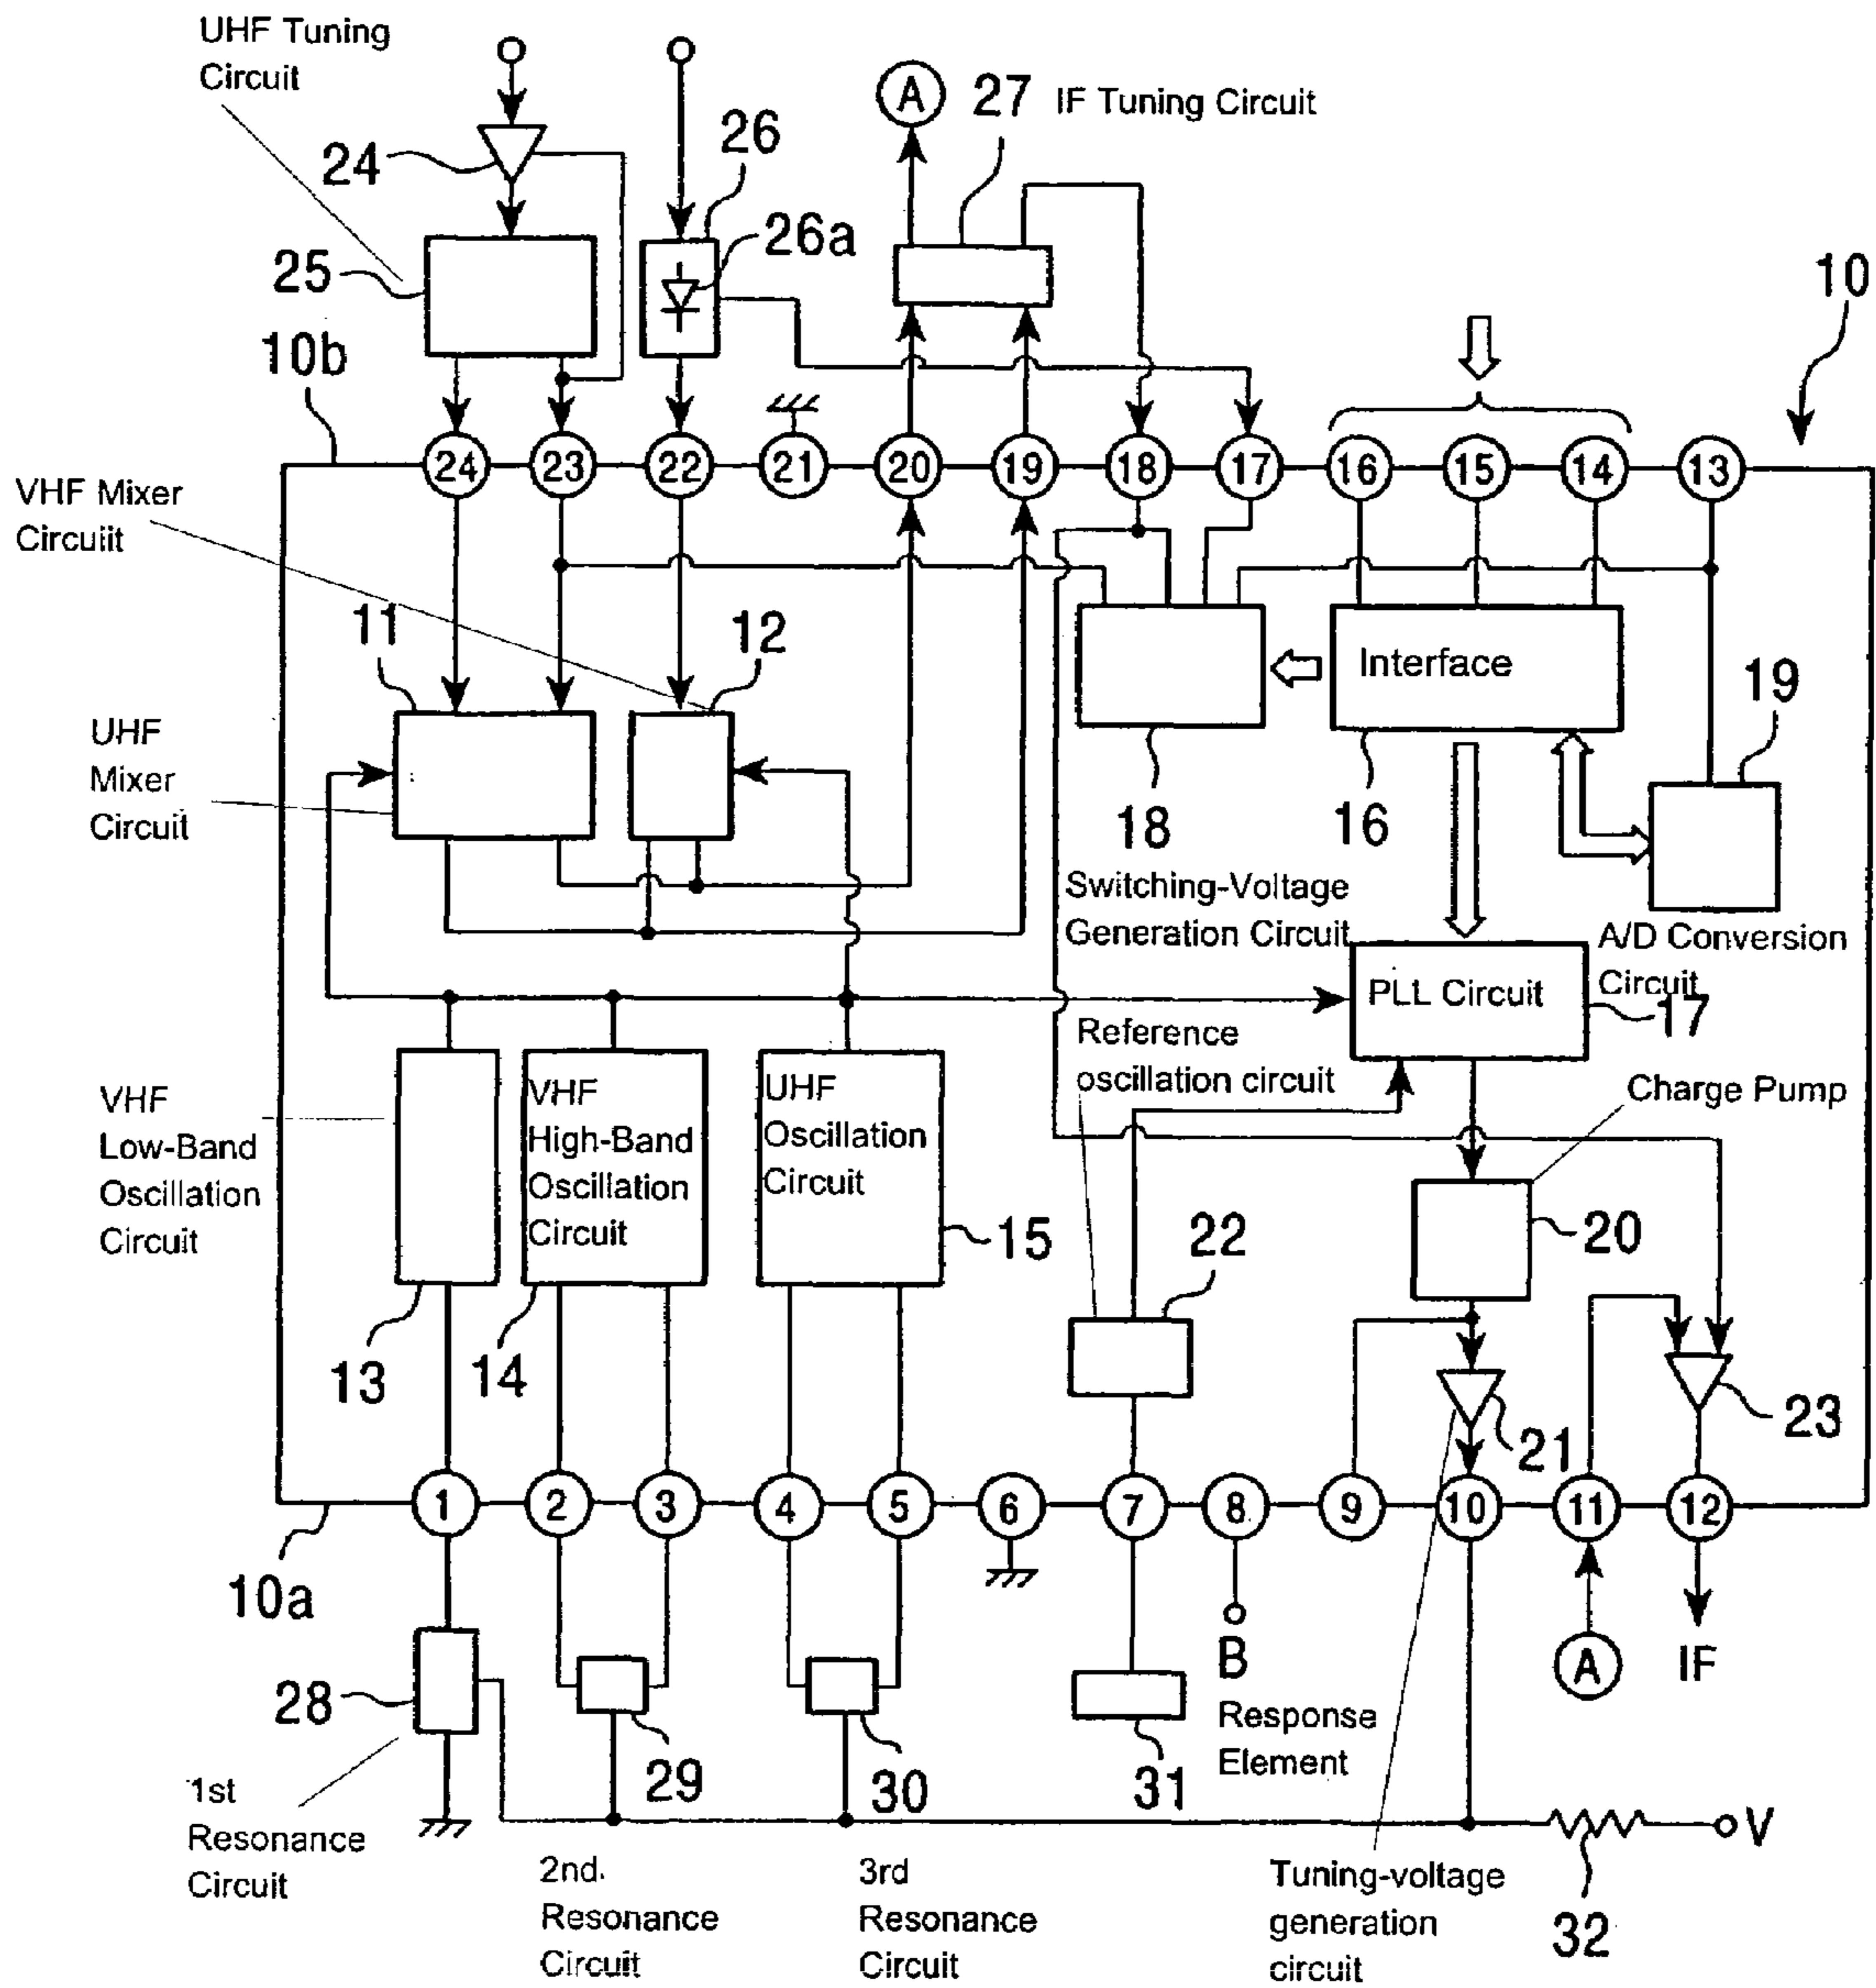 UHF Tuning
Circuit
24
25
10b
26
26a
A
27
IF Tuning Circuit
10
24
23
22
21
20
19
18
17
16
15
14
13
VHF Mixer
Circuiit
11
12
UHF
Mixer
Circuit
Interface
18
16
19
Switching-Voltage
Generation Circuit
A/D Conversion
Circuit
PLL Circuit
17
Reference
oscillation circuit
Charge Pump
VHF
Low-Band
Oscillation
Circuit
VHF
High-Band
Oscillation
Circuit
UHF
Oscillation
Circuit
13
14
15
22
20
21
23
1
2
3
4
5
6
7
8
9
10
11
12
10a
28
29
30
31
B
A
IF
Response
Element
1st
Resonance
Circuit
2nd.
Resonance
Circuit
3rd
Resonance
Circuit
Tuning-voltage
generation
circuit
32
V